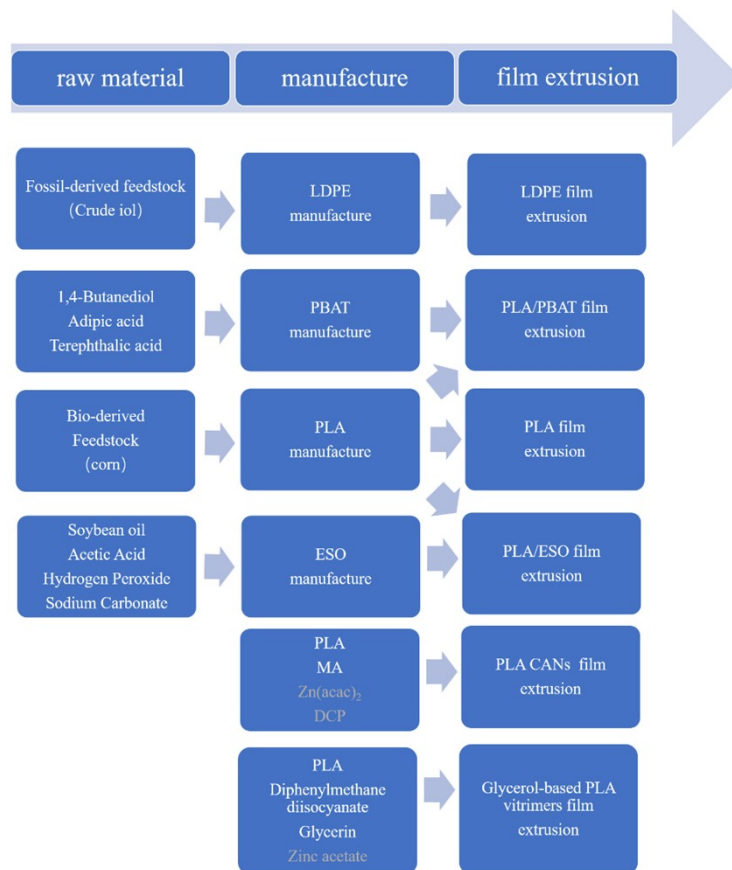 raw material
manufacture
film extrusion
Fossil-derived feedstock
(Crude iol)
LDPE
manufacture
LDPE film
extrusion
1,4-Butanediol
Adipic acid
Terephthalic acid
PBAT
manufacture
PLA/PBAT film
extrusion
Bio-derived
Feedstock
(corn)
PLA
manufacture
PLA film
extrusion
Soybean oil
Acetic Acid
Hydrogen Peroxide
Sodium Carbonate
ESO
manufacture
PLA/ESO film
extrusion
PLA
MA
Zn(acac)₂
DCP
PLA CANs film
extrusion
PLA
Diphenylmethane
diisocyanate
Glycerin
Zinc acetate
Glycerol-based PLA
vitrimers film
extrusion